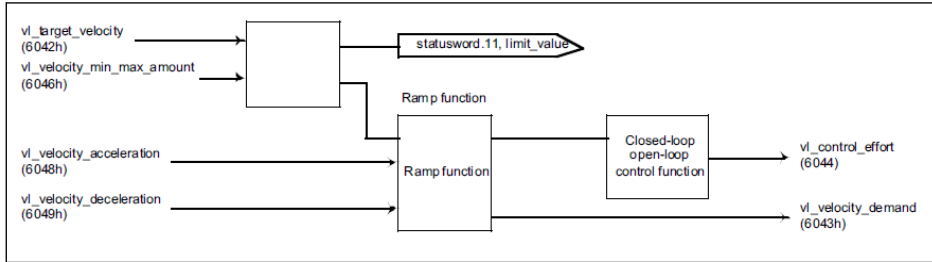 vl_target_velocity
(6042h)
vl_velocity_min_max_amount
(6046h)
statusword.11, limit_value
Ramp function
vl_velocity_acceleration
(6048h)
Ramp function
Closed-loop
open-loop
control function
vl_control_effort
(6044)
vl_velocity_deceleration
(6049h)
vl_velocity_demand
(6043h)